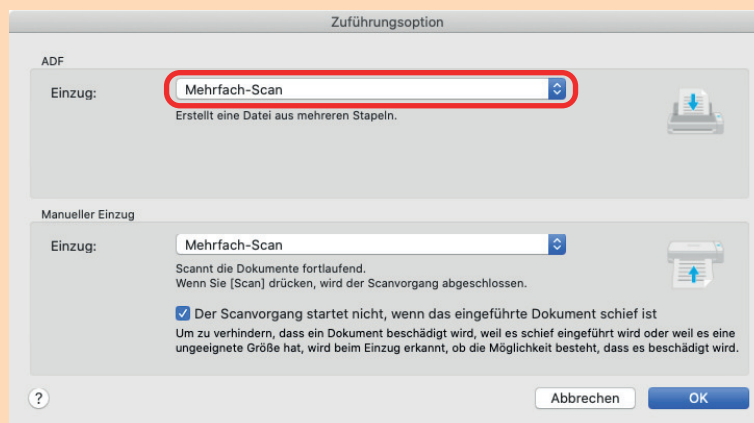 Zuführungsoption
ADF
Einzug:
Mehrfach-Scan
Erstellt eine Datei aus mehreren Stapeln.
Manueller Einzug
Einzug:
Mehrfach-Scan
Scannt die Dokumente fortlaufend.
Wenn Sie [Scan] drücken, wird der Scanvorgang abgeschlossen.
Der Scanvorgang startet nicht, wenn das eingeführte Dokument schief ist
Um zu verhindern, dass ein Dokument beschädigt wird, weil es schief eingeführt wird oder weil es eine
ungeeignete Größe hat, wird beim Einzug erkannt, ob die Möglichkeit besteht, dass es beschädigt wird.
?
Abbrechen
OK